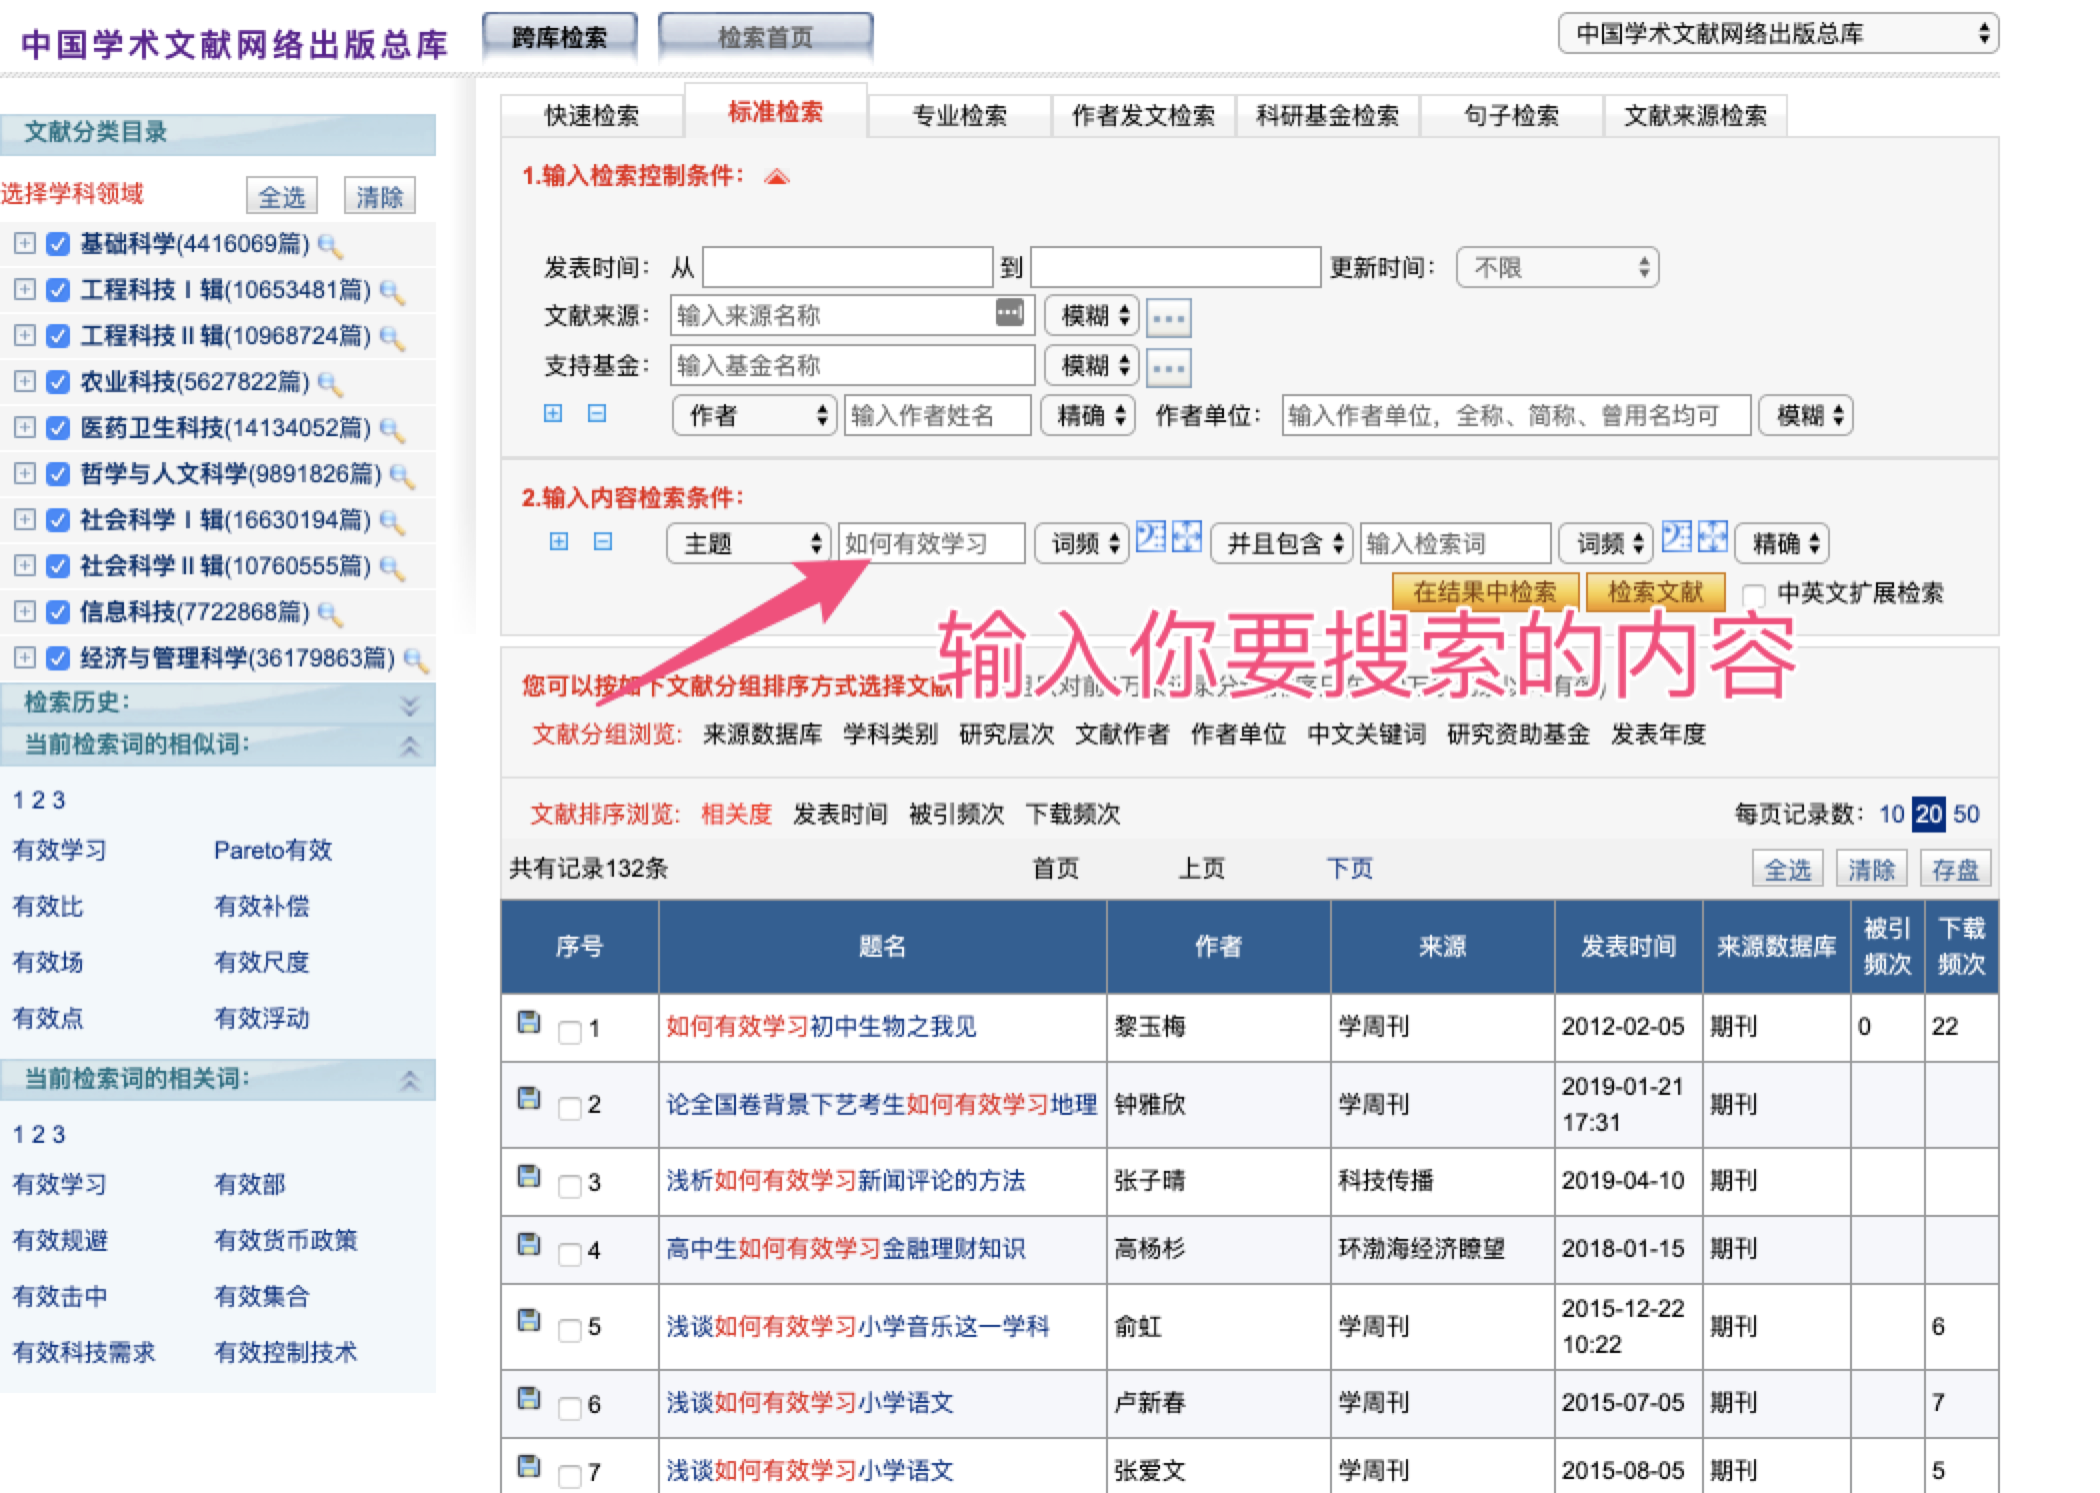 中国学术文献网络出版总库
跨库检索 检索首页
中国学术文献网络出版总库
文献分类目录
选择学科领域 全选 清除
基础科学(4416069篇)
工程科技Ⅰ辑(10653481篇)
工程科技Ⅱ辑(10968724篇)
农业科技(5627822篇)
医药卫生科技(14134052篇)
哲学与人文科学(9891826篇)
社会科学Ⅰ辑(16630194篇)
社会科学Ⅱ辑(10760555篇)
信息科技(7722868篇)
经济与管理科学(36179863篇)
检索历史：
当前检索词的相似词：
1 2 3
有效学习 Pareto有效
有效比 有效补偿
有效场 有效尺度
有效点 有效浮动
当前检索词的相关词：
1 2 3
有效学习 有效部
有效规避 有效货币政策
有效击中 有效集合
有效科技需求 有效控制技术
快速检索 标准检索 专业检索 作者发文检索 科研基金检索 句子检索 文献来源检索
1.输入检索控制条件：
发表时间： 从 到 更新时间： 不限
文献来源： 输入来源名称 模糊
支持基金： 输入基金名称 模糊
作者 输入作者姓名 精确 作者单位： 输入作者单位，全称、简称、曾用名均可 模糊
2.输入内容检索条件：
主题 如何有效学习 词频 并且包含 输入检索词 词频 精确
在结果中检索 检索文献 中英文扩展检索
输入你要搜索的内容
您可以按如下文献分组排序方式选择文献
文献分组浏览: 来源数据库 学科类别 研究层次 文献作者 作者单位 中文关键词 研究资助基金 发表年度
文献排序浏览: 相关度 发表时间 被引频次 下载频次 每页记录数： 10 20 50
共有记录132条 首页 上页 下页 全选 清除 存盘
序号 题名 作者 来源 发表时间 来源数据库 被引频次 下载频次
1 如何有效学习初中生物之我见 黎玉梅 学周刊 2012-02-05 期刊 0 22
2 论全国卷背景下艺考生如何有效学习地理 钟雅欣 学周刊 2019-01-21 17:31 期刊
3 浅析如何有效学习新闻评论的方法 张子晴 科技传播 2019-04-10 期刊
4 高中生如何有效学习金融理财知识 高杨杉 环渤海经济瞭望 2018-01-15 期刊
5 浅谈如何有效学习小学音乐这一学科 俞虹 学周刊 2015-12-22 10:22 期刊 6
6 浅谈如何有效学习小学语文 卢新春 学周刊 2015-07-05 期刊 7
7 浅谈如何有效学习小学语文 张爱文 学周刊 2015-08-05 期刊 5